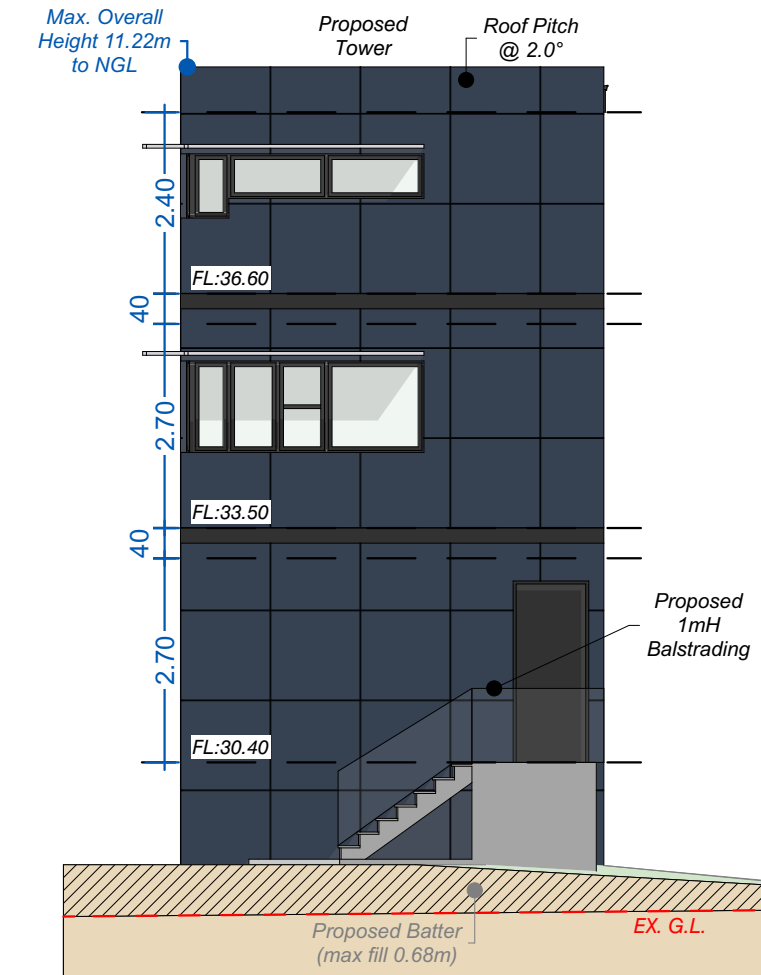 Max. Overall
Height 11.22m
to NGL
Proposed
Tower
Roof Pitch
@ 2.0°
2.40
FL:36.60
40
2.70
FL:33.50
40
2.70
Proposed
1mH
Balstrading
FL:30.40
EX. G.L.
Proposed Batter
(max fill 0.68m)